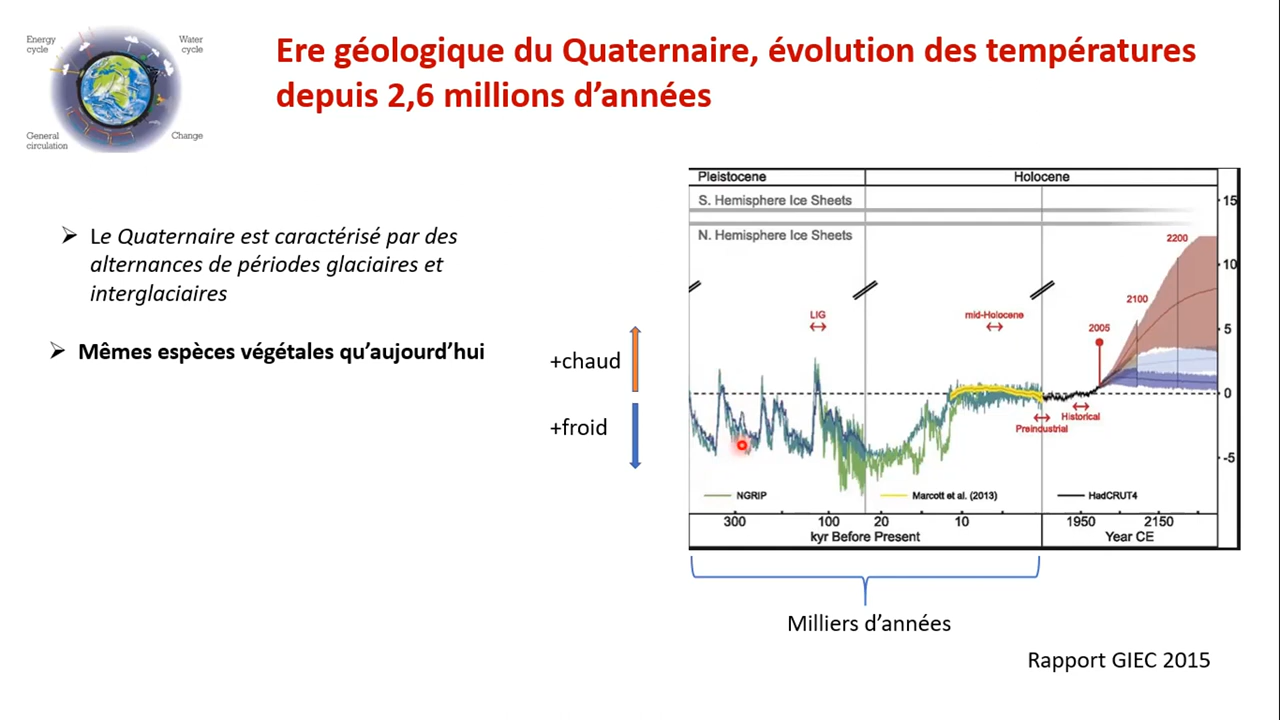 Energy cycle
Water cycle
General circulation
Change
Ere géologique du Quaternaire, évolution des températures
depuis 2,6 millions d’années
Le Quaternaire est caractérisé par des
alternances de périodes glaciaires et
interglaciaires
Mêmes espèces végétales qu’aujourd’hui
+chaud
+froid
Pleistocene
Holocene
S. Hemisphere Ice Sheets
N. Hemisphere Ice Sheets
15
10
5
0
-5
2200
2100
2005
LIG
mid-Holocene
Historical
Preindustrial
NGRIP
Marcott et al. (2013)
HadCRUT4
300 100 20 10 1950 2150
kyr Before Present
Year CE
Milliers d’années
Rapport GIEC 2015